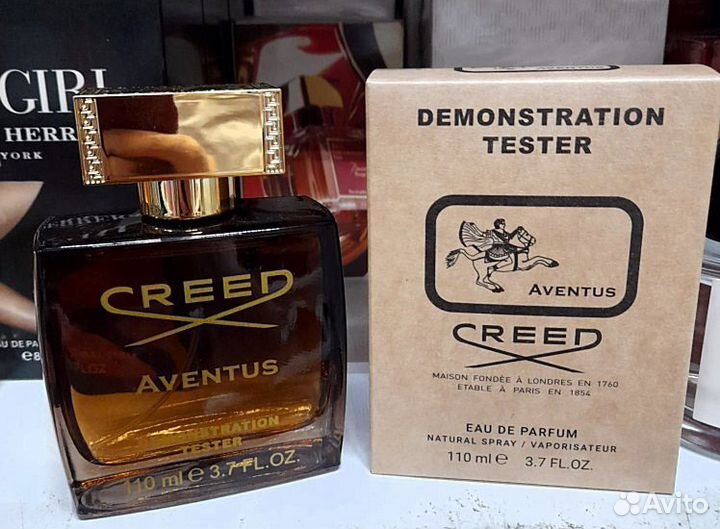 GIRL
HERR
YORK
CREED
AVENTUS
DEMONSTRATION
TESTER
110 ml e 3.7 FL.OZ.
DEMONSTRATION
TESTER
AVENTUS
CREED
MAISON FONDÉE À LONDRES EN 1760
ETABLE À PARIS EN 1854
EAU DE PARFUM
NATURAL SPRAY / VAPORISATEUR
110 ml e 3.7 FL.OZ.
Avito